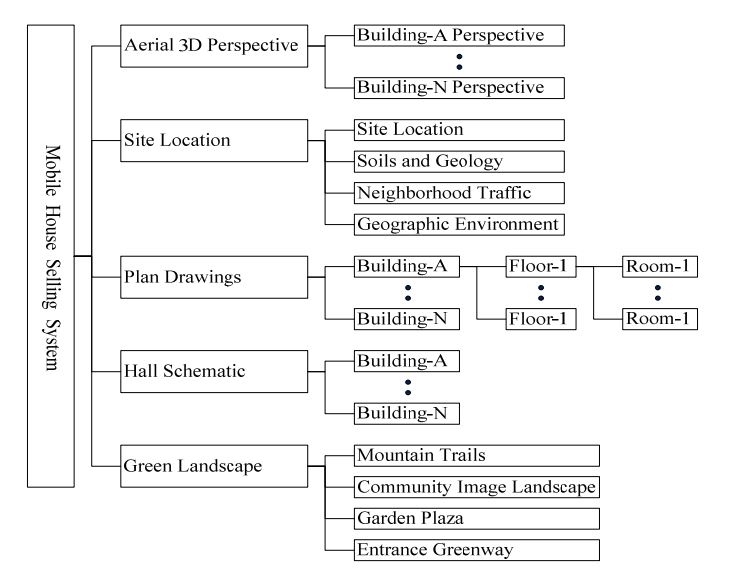 Mobile House Selling System
Aerial 3D Perspective
Building-A Perspective
Building-N Perspective
Site Location
Site Location
Soils and Geology
Neighborhood Traffic
Geographic Environment
Plan Drawings
Building-A
Floor-1
Room-1
Building-N
Floor-1
Room-1
Hall Schematic
Building-A
Building-N
Green Landscape
Mountain Trails
Community Image Landscape
Garden Plaza
Entrance Greenway